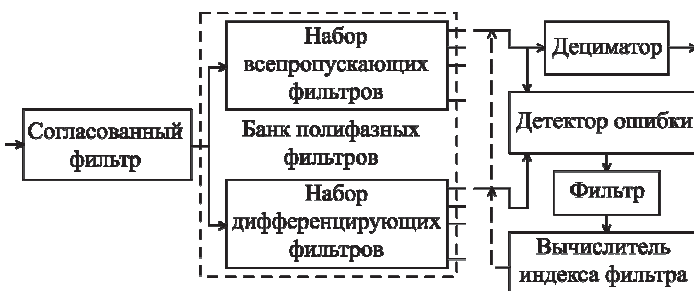 Согласованный
фильтр
Набор
всепропускающих
фильтров
Банк полифазных
фильтров
Набор
дифференцирующих
фильтров
Дециматор
Детектор ошибки
Фильтр
Вычислитель
индекса фильтра